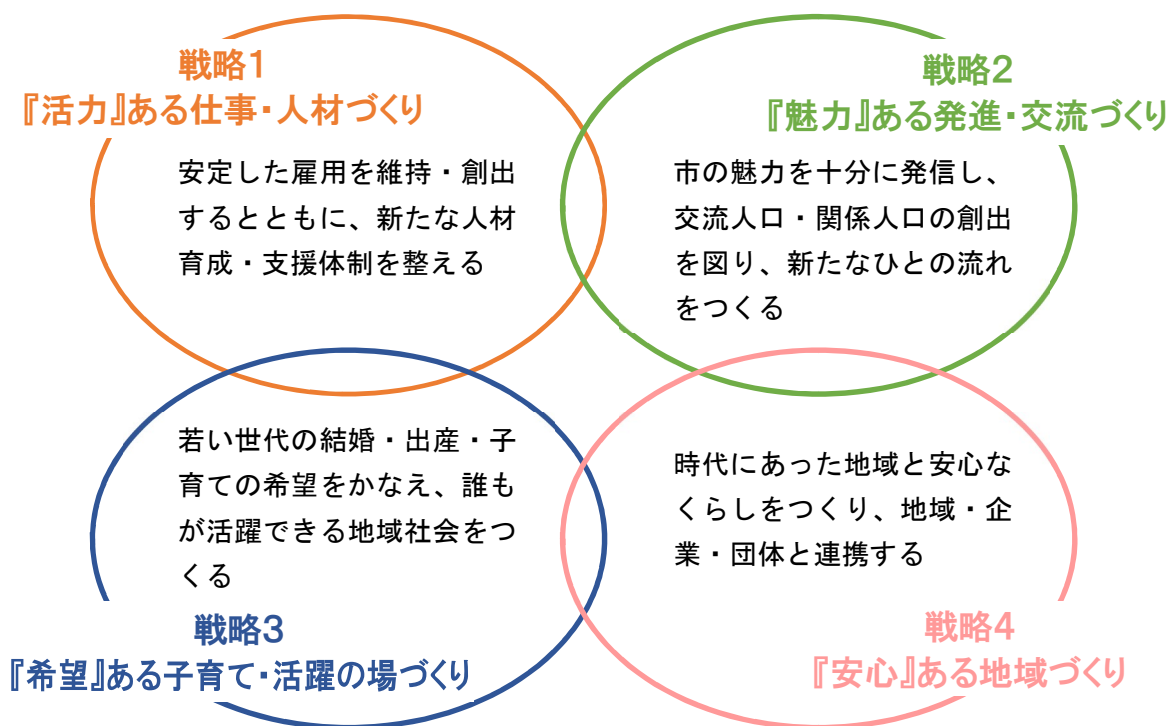 戦略1
『活力』ある仕事・人材づくり
安定した雇用を維持・創出
するとともに、新たな人材
育成・支援体制を整える
戦略2
『魅力』ある発進・交流づくり
市の魅力を十分に発信し、
交流人口・関係人口の創出
を図り、新たなひとの流れ
をつくる
若い世代の結婚・出産・子
育ての希望をかなえ、誰も
が活躍できる地域社会をつ
くる
戦略3
『希望』ある子育て・活躍の場づくり
時代にあった地域と安心な
くらしをつくり、地域・企
業・団体と連携する
戦略4
『安心』ある地域づくり